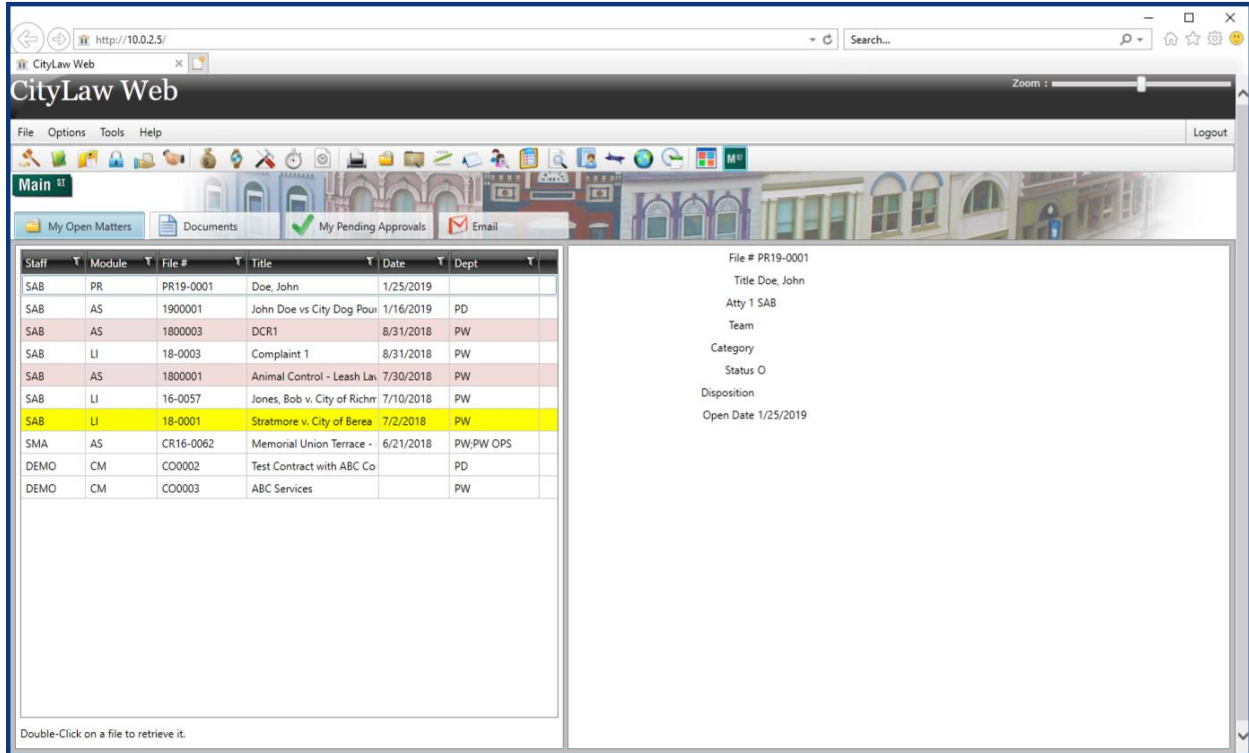 http://10.0.2.5/
Search...
CityLaw Web
CityLaw Web
Zoom :
File Options Tools Help
Logout
M ST
Main ST
My Open Matters Documents My Pending Approvals Email
Staff Module File # Title Date Dept
SAB PR PR19-0001 Doe, John 1/25/2019
SAB AS 1900001 John Doe vs City Dog Pou 1/16/2019 PD
SAB AS 1800003 DCR1 8/31/2018 PW
SAB LI 18-0003 Complaint 1 8/31/2018 PW
SAB AS 1800001 Animal Control - Leash La 7/30/2018 PW
SAB LI 16-0057 Jones, Bob v. City of Richm 7/10/2018 PW
SAB LI 18-0001 Stratmore v. City of Berea 7/2/2018 PW
SMA AS CR16-0062 Memorial Union Terrace - 6/21/2018 PW;PW OPS
DEMO CM CO0002 Test Contract with ABC Co PD
DEMO CM CO0003 ABC Services PW
Double-Click on a file to retrieve it.
File # PR19-0001
Title Doe, John
Atty 1 SAB
Team
Category
Status O
Disposition
Open Date 1/25/2019